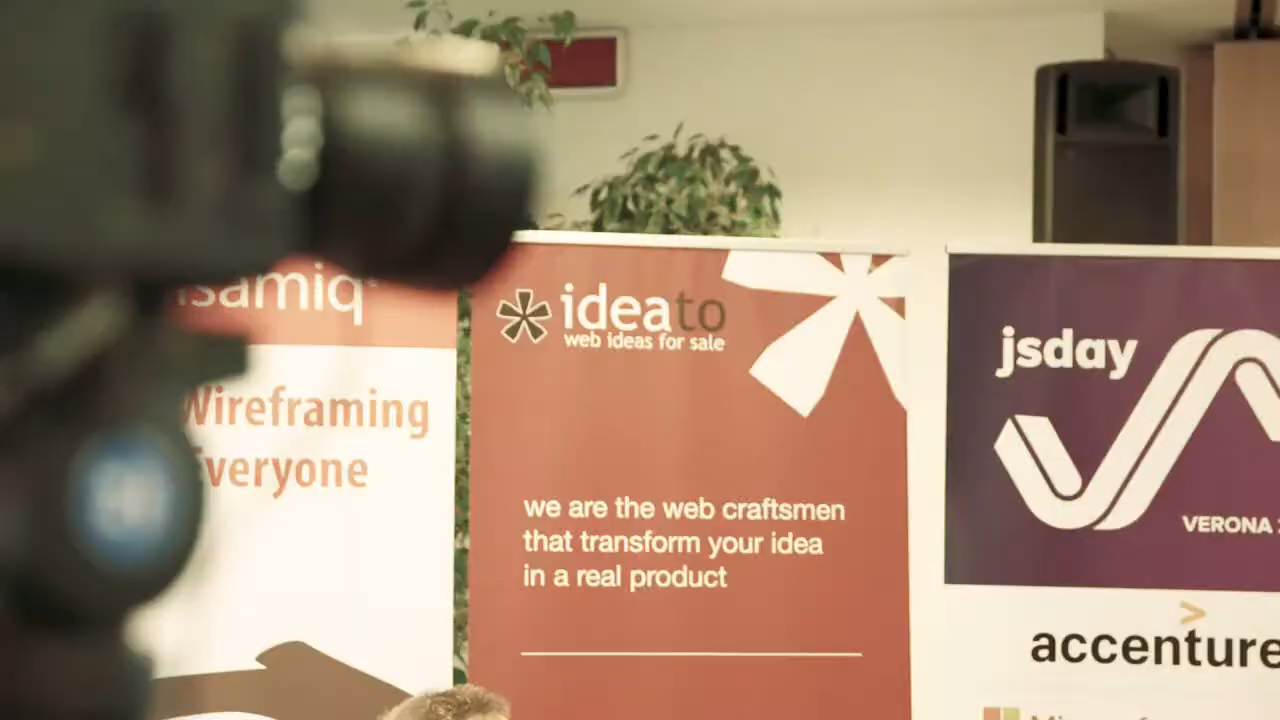 samiq
Wireframing
Everyone
ideato
web ideas for sale
we are the web craftsmen
that transform your idea
in a real product
jsday
VERONA
>
accenture